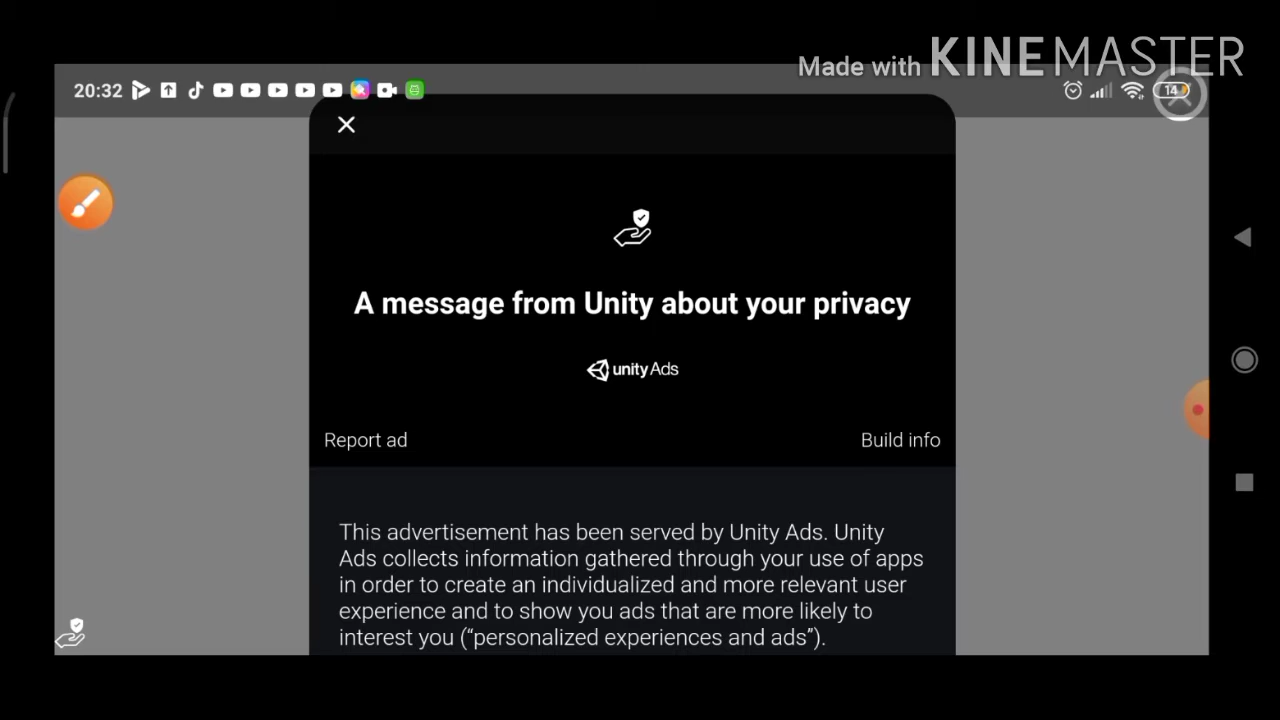 Made with KINEMASTER
20:32
14
A message from Unity about your privacy
unity Ads
Report ad
Build info
This advertisement has been served by Unity Ads. Unity
Ads collects information gathered through your use of apps
in order to create an individualized and more relevant user
experience and to show you ads that are more likely to
interest you (“personalized experiences and ads”).